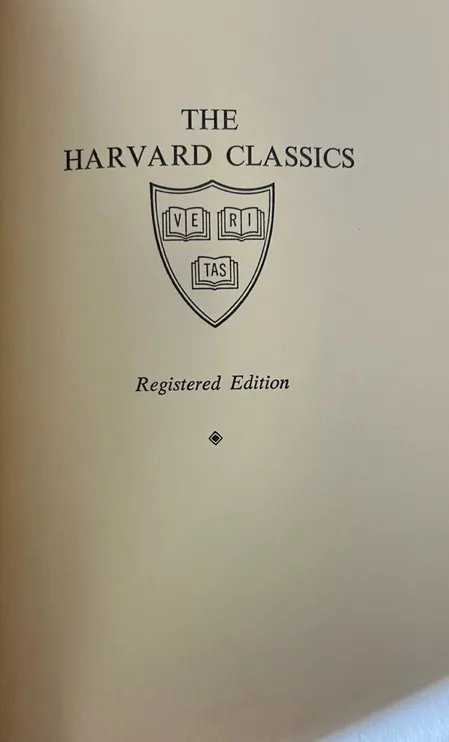 THE
HARVARD CLASSICS
VE RI
TAS
Registered Edition